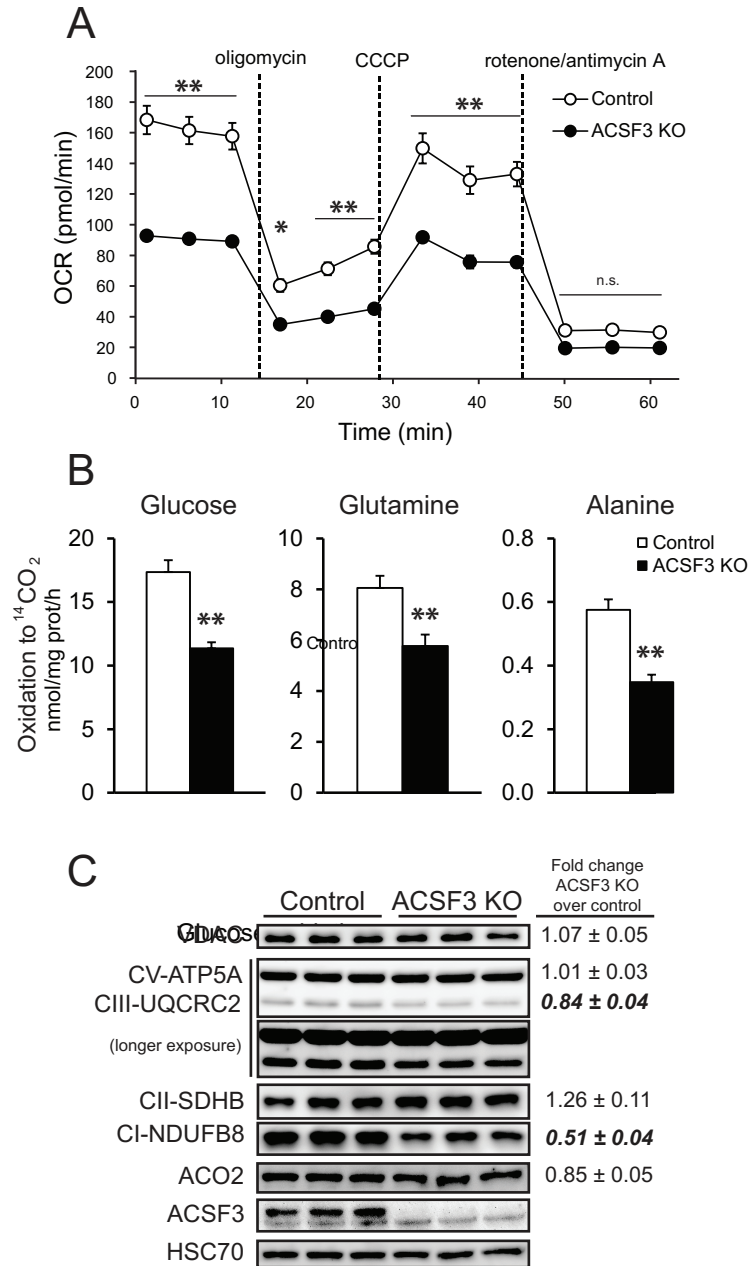 A
oligomycin CCCP rotenone/antimycin A
200
180
160
140
120
100
80
60
40
20
0
OCR (pmol/min)
** * ** ** n.s.
Control
ACSF3 KO
0 10 20 30 40 50 60
Time (min)
B
Glucose Glutamine Alanine
Oxidation to ¹⁴CO₂
nmol/mg prot/h
20
15
10
5
0
**
10
8
6
4
2
0
**
Contro
0.8
0.6
0.4
0.2
0.0
**
Control
ACSF3 KO
C
Control ACSF3 KO
Fold change
ACSF3 KO
over control
Glucose
VDAC 1.07 ± 0.05
CV-ATP5A 1.01 ± 0.03
CIII-UQCRC2 0.84 ± 0.04
(longer exposure)
CII-SDHB 1.26 ± 0.11
CI-NDUFB8 0.51 ± 0.04
ACO2 0.85 ± 0.05
ACSF3
HSC70